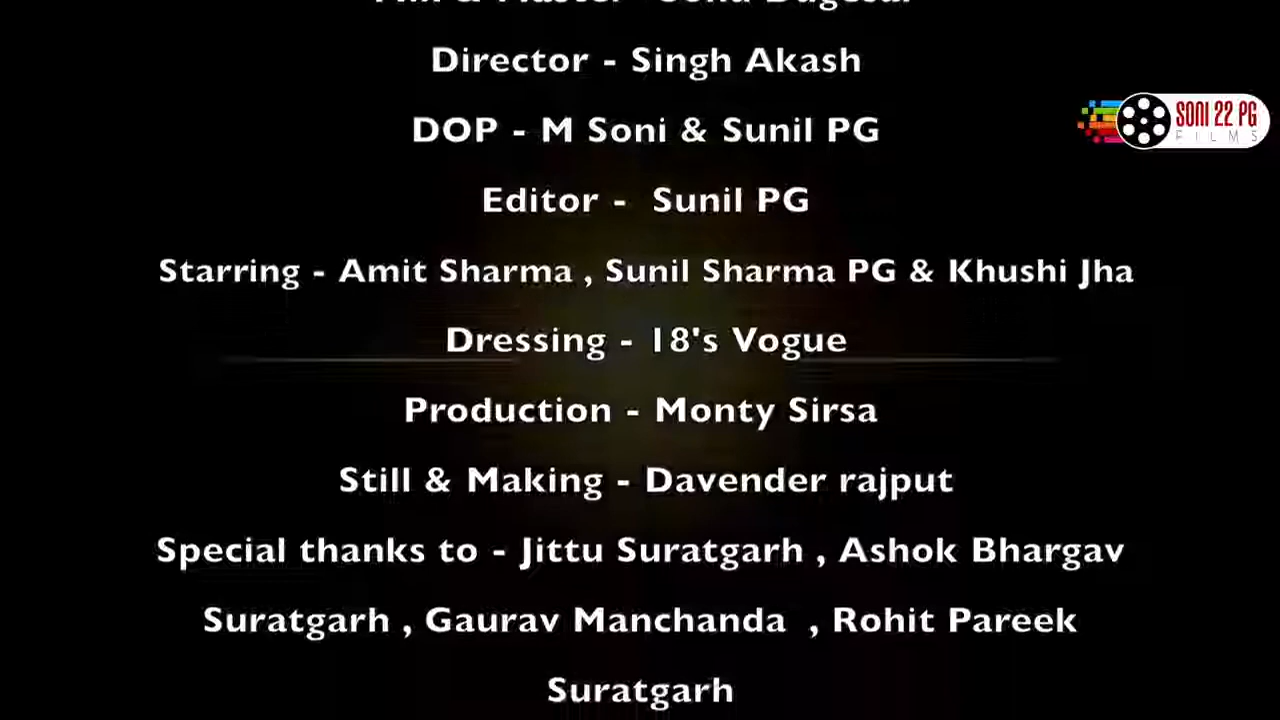 Director - Singh Akash
DOP - M Soni & Sunil PG
SONI 22 PG
FILMS
Editor -  Sunil PG
Starring - Amit Sharma , Sunil Sharma PG & Khushi Jha
Dressing - 18's Vogue
Production - Monty Sirsa
Still & Making - Davender rajput
Special thanks to - Jittu Suratgarh , Ashok Bhargav
Suratgarh , Gaurav Manchanda  , Rohit Pareek
Suratgarh